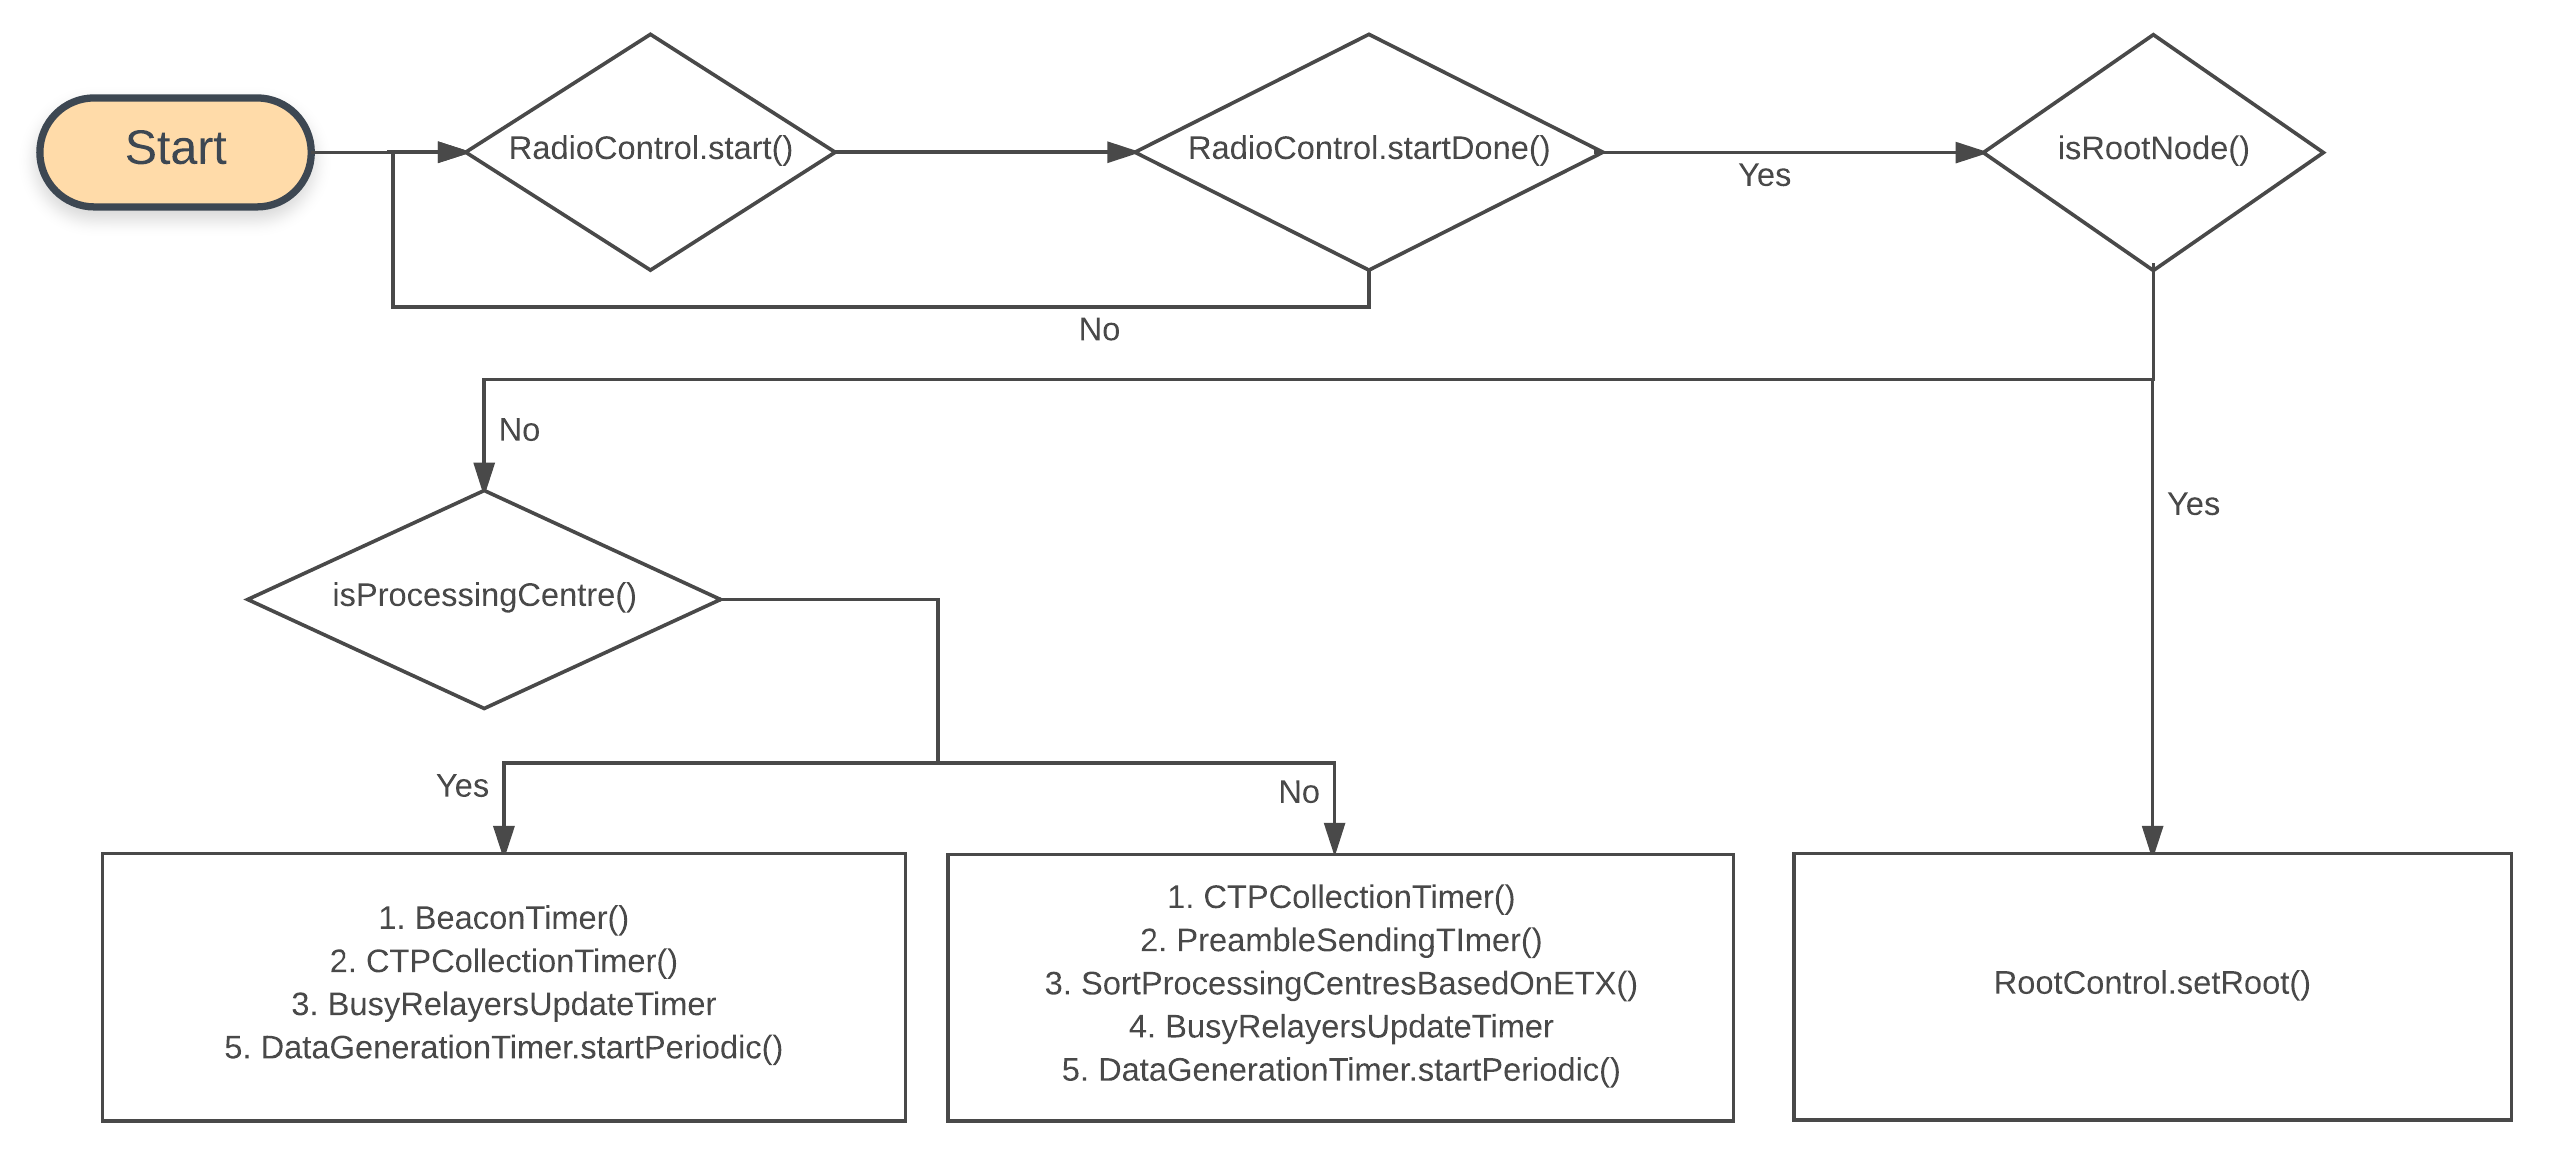 Start
RadioControl.start()
RadioControl.startDone()
Yes
isRootNode()
No
No
Yes
isProcessingCentre()
Yes
No
1. BeaconTimer()
2. CTPCollectionTimer()
3. BusyRelayersUpdateTimer
5. DataGenerationTimer.startPeriodic()
1. CTPCollectionTimer()
2. PreambleSendingTImer()
3. SortProcessingCentresBasedOnETX()
4. BusyRelayersUpdateTimer
5. DataGenerationTimer.startPeriodic()
RootControl.setRoot()